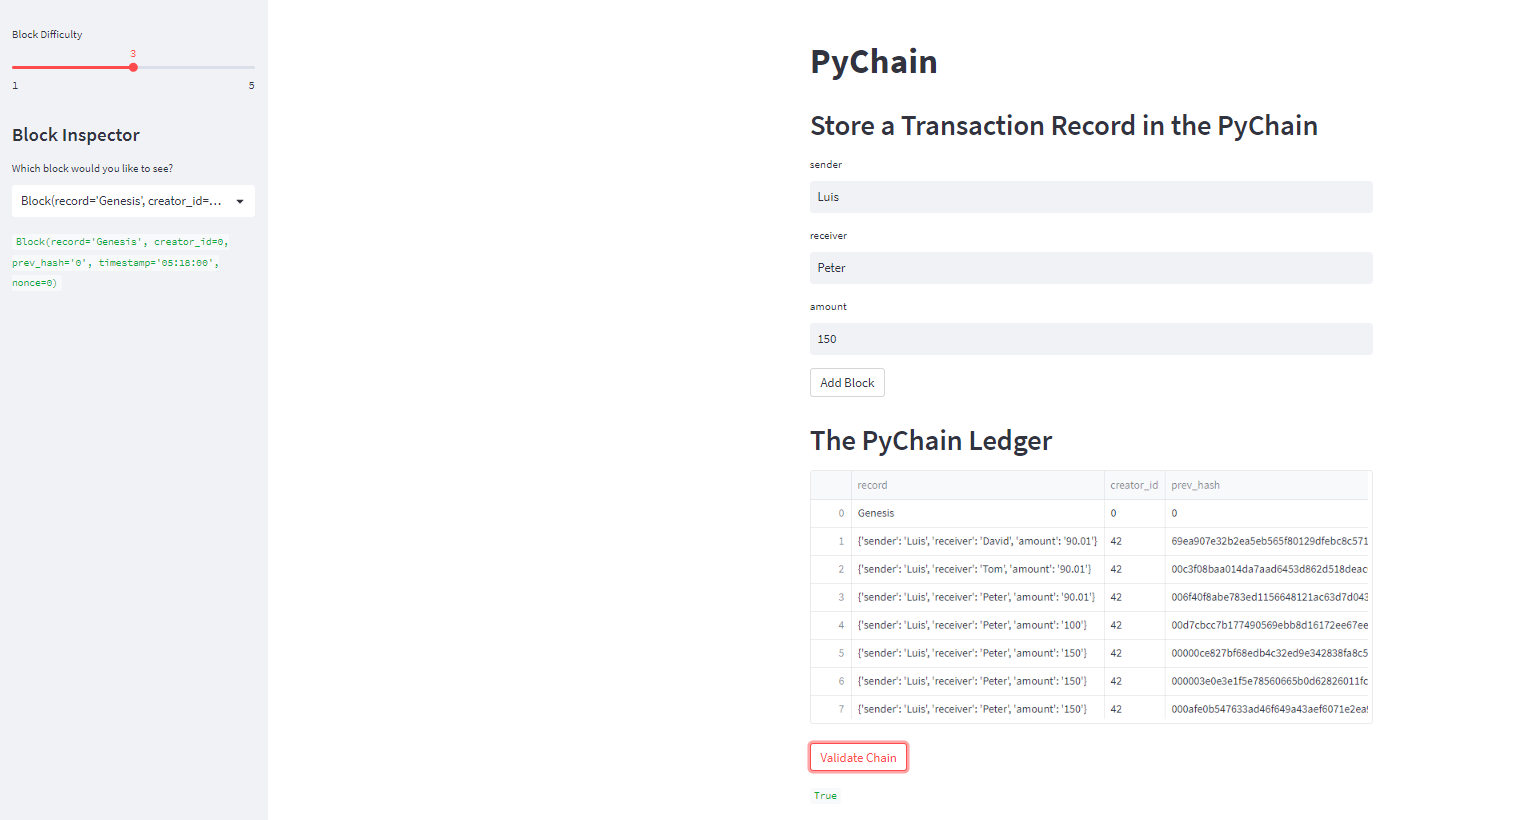 Block Difficulty
3
1 5
Block Inspector
Which block would you like to see?
Block(record='Genesis', creator_id=...
Block(record='Genesis', creator_id=0,
prev_hash='0', timestamp='05:18:00',
nonce=0)
PyChain
Store a Transaction Record in the PyChain
sender
Luis
receiver
Peter
amount
150
Add Block
The PyChain Ledger
record creator_id prev_hash
0 Genesis 0 0
1 {'sender': 'Luis', 'receiver': 'David', 'amount': '90.01'} 42 69ea907e32b2ea5eb565f80129dfebc8c571
2 {'sender': 'Luis', 'receiver': 'Tom', 'amount': '90.01'} 42 00c3f08baa014da7aad6453d862d518deac
3 {'sender': 'Luis', 'receiver': 'Peter', 'amount': '90.01'} 42 006f40f8abe783ed1156648121ac63d7d043
4 {'sender': 'Luis', 'receiver': 'Peter', 'amount': '100'} 42 00d7cbcc7b177490569ebb8d16172ee67ee
5 {'sender': 'Luis', 'receiver': 'Peter', 'amount': '150'} 42 00000ce827bf68edb4c32ed9e342838fa8c5
6 {'sender': 'Luis', 'receiver': 'Peter', 'amount': '150'} 42 000003e0e3e1f5e78560665b0d62826011fc
7 {'sender': 'Luis', 'receiver': 'Peter', 'amount': '150'} 42 000afe0b547633ad46f649a43aef6071e2ea9
Validate Chain
True